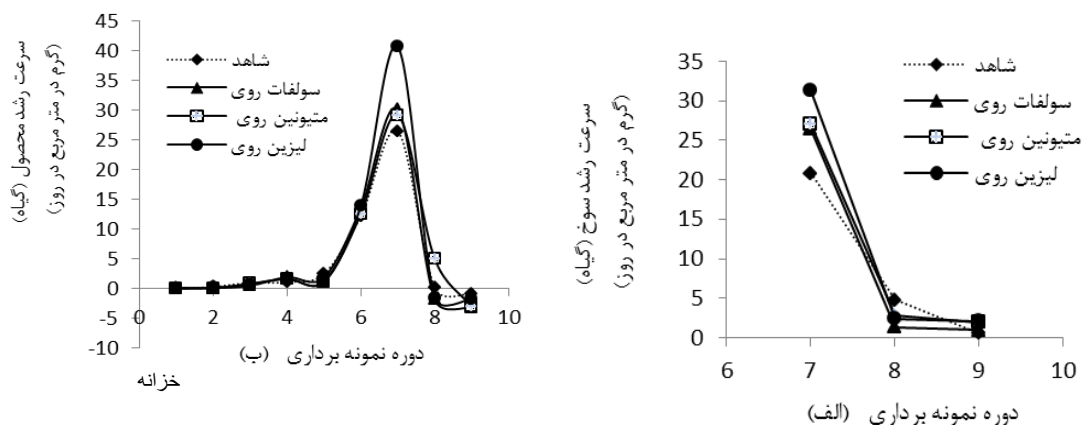 سرعت رشد محصول (گیاه)
(گرم در متر مربع در روز)
45
40
35
30
25
20
15
10
5
0
-5
-10
0 2 4 6 8 10
شاهد
سولفات روی
متیونین روی
لیزین روی
دوره نمونه برداری (ب)
خزانه
سرعت رشد سوخ (گیاه)
(گرم در متر مربع در روز)
35
30
25
20
15
10
5
0
6 7 8 9 10
شاهد
سولفات روی
متیونین روی
لیزین روی
دوره نمونه برداری (الف)